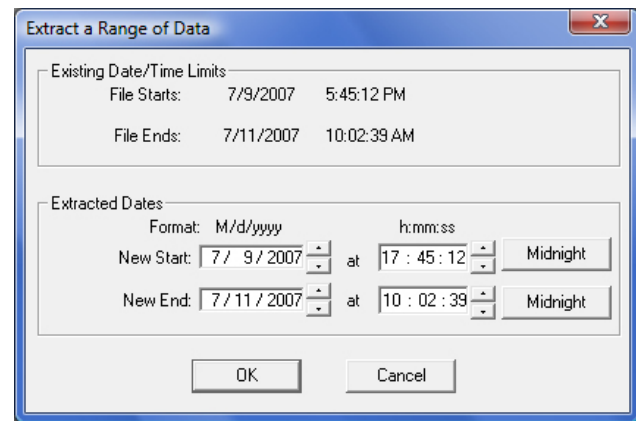 Extract a Range of Data
Existing Date/Time Limits
File Starts: 7/9/2007 5:45:12 PM
File Ends: 7/11/2007 10:02:39 AM
Extracted Dates
Format: M/d/yyyy h:mm:ss
New Start: 7/ 9/2007 at 17 : 45 : 12 Midnight
New End: 7/11/2007 at 10 : 02 : 39 Midnight
OK Cancel